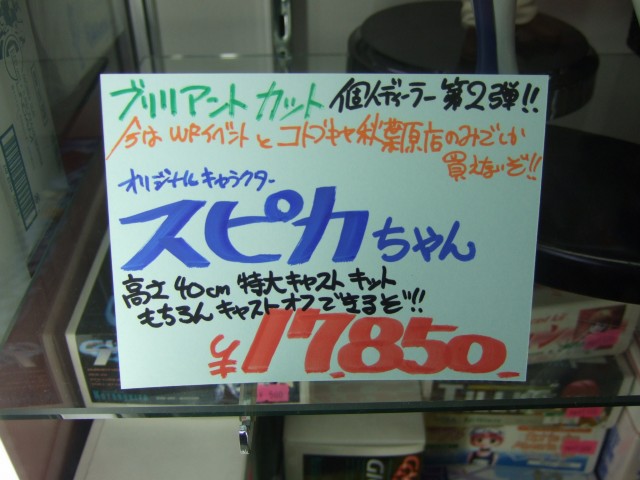 ブリリアント カット 個人ディーラー 第2弾!!
今は WFイベントと コトブキヤ秋葉原店のみでしか
買えないぞ!!
オリジナルキャラクター
スピカちゃん
高さ40cm 特大キャストキット
もちろん キャストオフできるぞ!!
¥17,850-